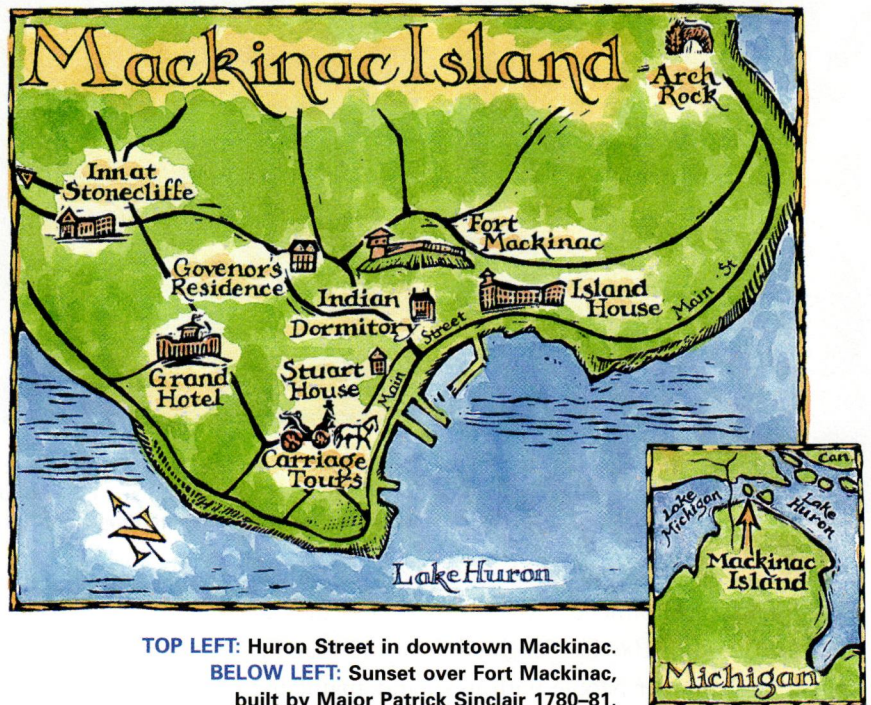 Mackinac Island
Arch
Rock
Inn at
Stonecliffe
Fort
Mackinac
Govenor's
Residence
Indian
Dormitory
Island
House
Main St
Street
Main
Grand
Hotel
Stuart
House
Carriage
Tours
N
Lake Huron
Can.
Lake
Michigan
Lake
Huron
Mackinac
Island
Michigan
TOP LEFT: Huron Street in downtown Mackinac.
BELOW LEFT: Sunset over Fort Mackinac,
built by Major Patrick Sinclair 1780–81.